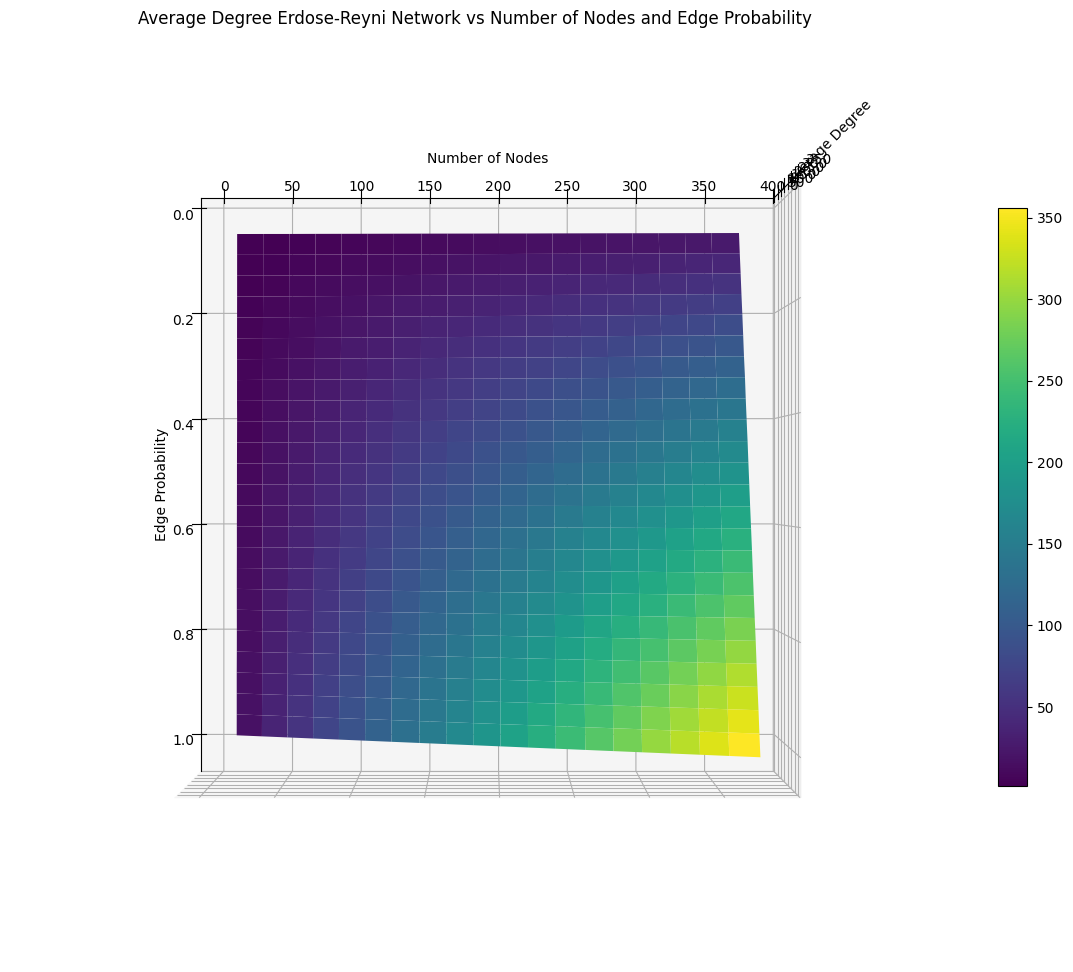 Average Degree Erdose-Reyni Network vs Number of Nodes and Edge Probability
Degree
Number of Nodes
0 50 100 150 200 250 300 350 400
0.0
0.2
0.4
0.6
0.8
1.0
Edge Probability
350
300
250
200
150
100
50